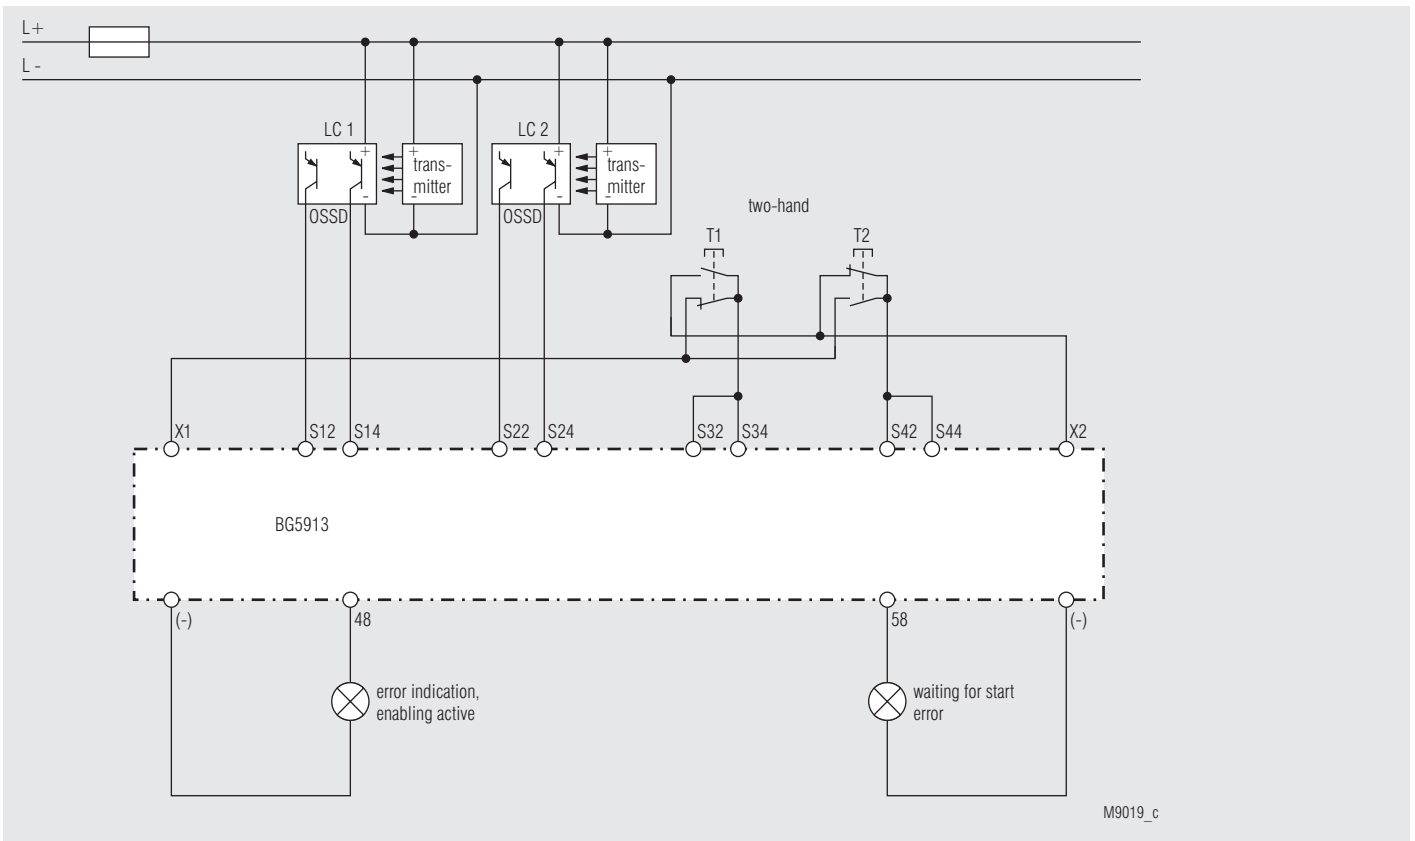 L+
L -
LC 1
LC 2
+
+
+
+
trans-
mitter
trans-
mitter
-
-
-
-
OSSD
OSSD
two-hand
T1
T2
X1
S12
S14
S22
S24
S32
S34
S42
S44
X2
BG5913
(-)
48
58
(-)
error indication,
enabling active
waiting for start
error
M9019_c